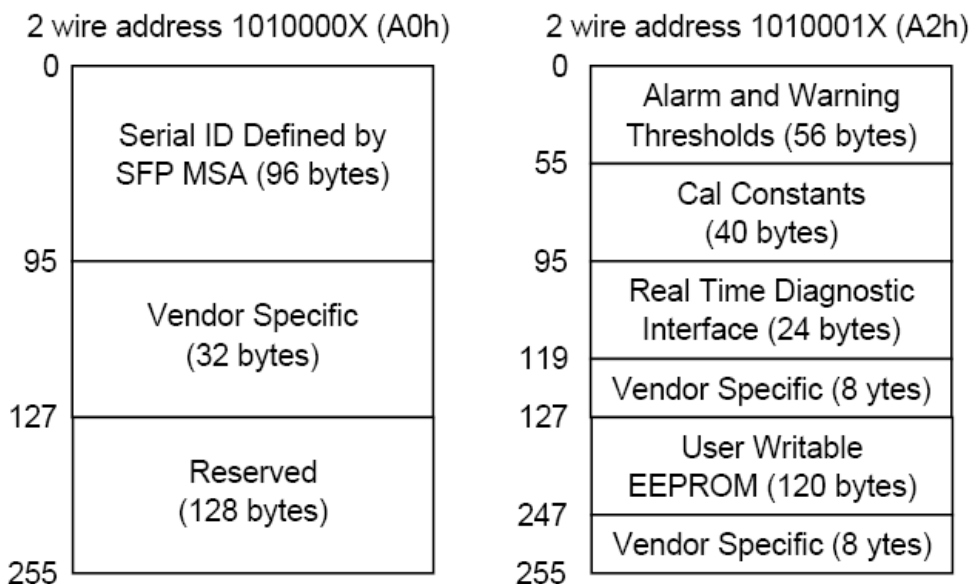 2 wire address 1010000X (A0h)
0
Serial ID Defined by
SFP MSA (96 bytes)
95
Vendor Specific
(32 bytes)
127
Reserved
(128 bytes)
255
2 wire address 1010001X (A2h)
0
Alarm and Warning
Thresholds (56 bytes)
55
Cal Constants
(40 bytes)
95
Real Time Diagnostic
Interface (24 bytes)
119
Vendor Specific (8 ytes)
127
User Writable
EEPROM (120 bytes)
247
Vendor Specific (8 ytes)
255